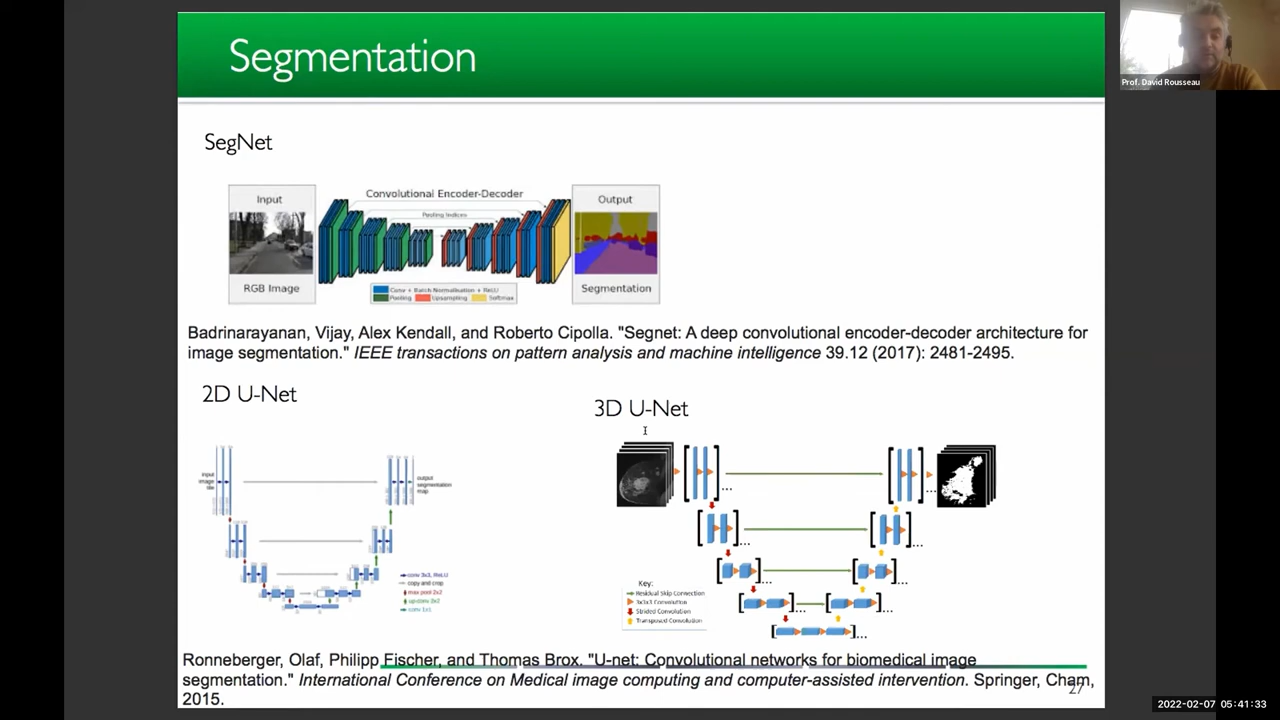 Segmentation
Prof. David Rousseau
SegNet
Input
Convolutional Encoder-Decoder
Output
Pooling Indices
RGB Image
Segmentation
Conv + Batch Normalisation + ReLU
Pooling Upsampling Softmax
Badrinarayanan, Vijay, Alex Kendall, and Roberto Cipolla. "Segnet: A deep convolutional encoder-decoder architecture for
image segmentation." IEEE transactions on pattern analysis and machine intelligence 39.12 (2017): 2481-2495.
2D U-Net
3D U-Net
input
image
tile
output
segmentation
map
conv 3x3, ReLU
copy and crop
max pool 2x2
up-conv 2x2
conv 1x1
...
...
...
...
...
...
...
...
...
Key:
Residual Skip Connection
3x3x3 Convolution
Strided Convolution
Transposed Convolution
Ronneberger, Olaf, Philipp Fischer, and Thomas Brox. "U-net: Convolutional networks for biomedical image
segmentation." International Conference on Medical image computing and computer-assisted intervention. Springer, Cham,
2015.
27
2022-02-07 05:41:33